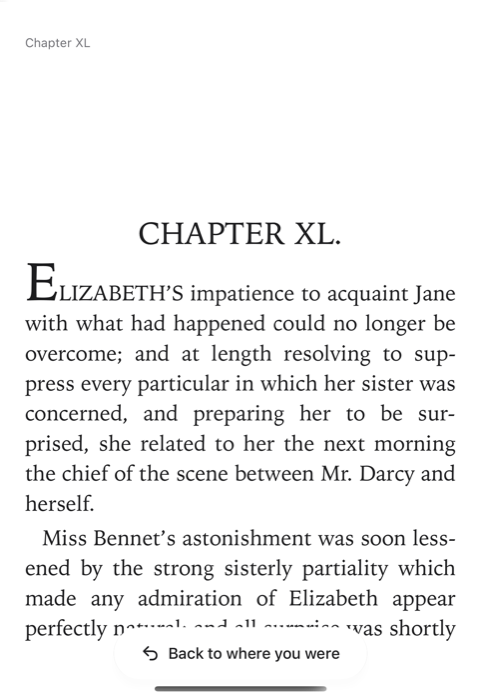 Chapter XL
CHAPTER XL.
ELIZABETH’S impatience to acquaint Jane
with what had happened could no longer be
overcome; and at length resolving to sup-
press every particular in which her sister was
concerned, and preparing her to be sur-
prised, she related to her the next morning
the chief of the scene between Mr. Darcy and
herself.
Miss Bennet’s astonishment was soon less-
ened by the strong sisterly partiality which
made any admiration of Elizabeth appear
perfectly natural; and all surprise was shortly
Back to where you were